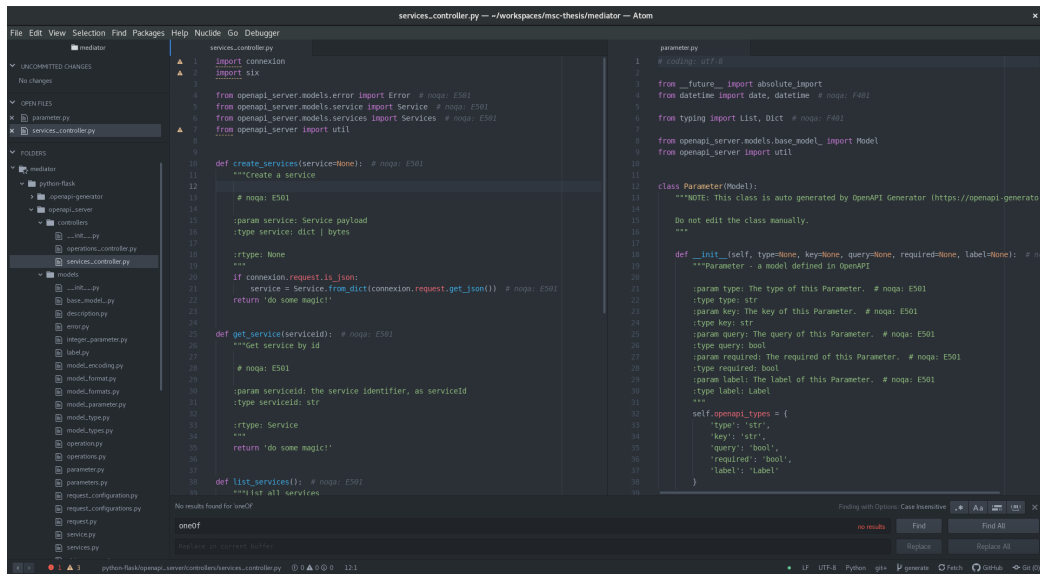 services_controller.py — ~/workspaces/msc-thesis/mediator — Atom
File Edit View Selection Find Packages Help Nuclide Go Debugger
mediator
UNCOMMITTED CHANGES
No changes
OPEN FILES
parameter.py
services_controller.py
FOLDERS
mediator
python-flask
.openapi-generator
openapi_server
controllers
__init__.py
operations_controller.py
services_controller.py
models
__init__.py
base_model_.py
description.py
error.py
integer_parameter.py
label.py
model_encoding.py
model_format.py
model_formats.py
model_parameter.py
model_type.py
model_types.py
operation.py
operations.py
parameter.py
parameters.py
request_configuration.py
request_configurations.py
request.py
service.py
services.py
services_controller.py
1 import connexion
2 import six
3
4 from openapi_server.models.error import Error # noqa: E501
5 from openapi_server.models.service import Service # noqa: E501
6 from openapi_server.models.services import Services # noqa: E501
7 from openapi_server import util
8
9
10 def create_services(service=None): # noqa: E501
11 """Create a service
12
13 # noqa: E501
14
15 :param service: Service payload
16 :type service: dict | bytes
17
18 :rtype: None
19 """
20 if connexion.request.is_json:
21 service = Service.from_dict(connexion.request.get_json()) # noqa: E501
22 return 'do some magic!'
23
24
25 def get_service(serviceid): # noqa: E501
26 """Get service by id
27
28 # noqa: E501
29
30 :param serviceid: the service identifier, as serviceId
31 :type serviceid: str
32
33 :rtype: Service
34 """
35 return 'do some magic!'
36
37
38 def list_services(): # noqa: E501
39 """List all services
parameter.py
1 # coding: utf-8
2
3 from __future__ import absolute_import
4 from datetime import date, datetime # noqa: F401
5
6 from typing import List, Dict # noqa: F401
7
8 from openapi_server.models.base_model_ import Model
9 from openapi_server import util
10
11
12 class Parameter(Model):
13 """NOTE: This class is auto generated by OpenAPI Generator (https://openapi-generato
14
15 Do not edit the class manually.
16 """
17
18 def __init__(self, type=None, key=None, query=None, required=None, label=None): # n
19 """Parameter - a model defined in OpenAPI
20
21 :param type: The type of this Parameter. # noqa: E501
22 :type type: str
23 :param key: The key of this Parameter. # noqa: E501
24 :type key: str
25 :param query: The query of this Parameter. # noqa: E501
26 :type query: bool
27 :param required: The required of this Parameter. # noqa: E501
28 :type required: bool
29 :param label: The label of this Parameter. # noqa: E501
30 :type label: Label
31 """
32 self.openapi_types = {
33 'type': 'str',
34 'key': 'str',
35 'query': 'bool',
36 'required': 'bool',
37 'label': 'Label'
38 }
39
No results found for 'oneOf'
Finding with Options: Case Insensitive
.* Aa
oneOf
no results
Find Find All
Replace in current buffer
Replace Replace All
1 3 python-flask/openapi_server/controllers/services_controller.py 0 0 0 12:1
LF UTF-8 Python git+ generate Fetch GitHub Git (0)